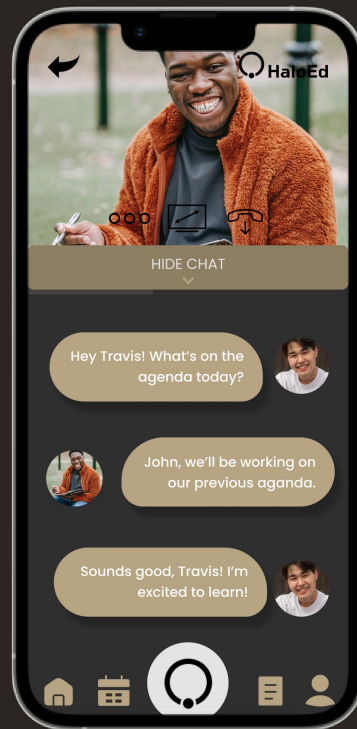 HaloEd
HIDE CHAT
Hey Travis! What's on the
agenda today?
John, we'll be working on
our previous aganda.
Sounds good, Travis! I'm
excited to learn!